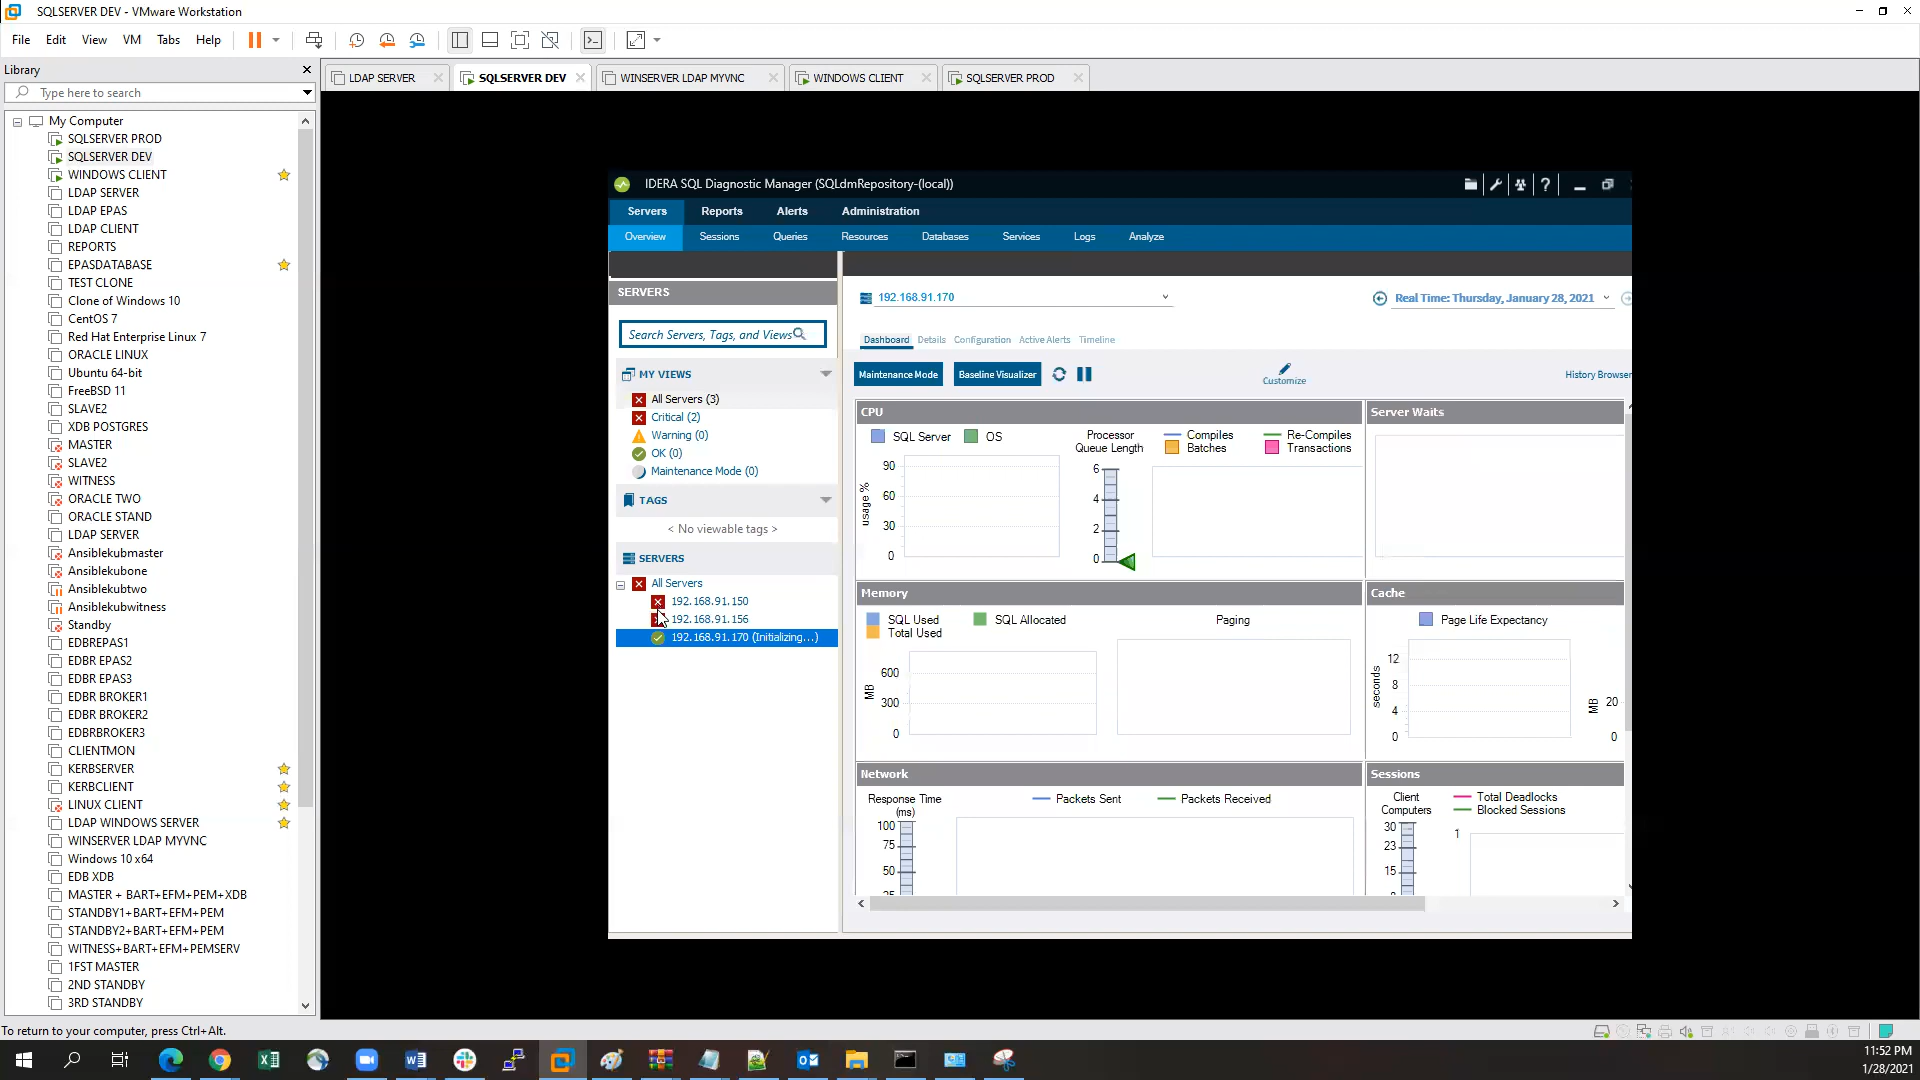 SQLSERVER DEV - VMware Workstation
File Edit View VM Tabs Help
Library
Type here to search
My Computer
SQLSERVER PROD
SQLSERVER DEV
WINDOWS CLIENT
LDAP SERVER
LDAP EPAS
LDAP CLIENT
REPORTS
EPASDATABASE
TEST CLONE
Clone of Windows 10
CentOS 7
Red Hat Enterprise Linux 7
ORACLE LINUX
Ubuntu 64-bit
FreeBSD 11
SLAVE2
XDB POSTGRES
MASTER
SLAVE2
WITNESS
ORACLE TWO
ORACLE STAND
LDAP SERVER
Ansiblekubmaster
Ansiblekubone
Ansiblekubtwo
Ansiblekubwitness
Standby
EDBREPAS1
EDBR EPAS2
EDBR EPAS3
EDBR BROKER1
EDBR BROKER2
EDBRBROKER3
CLIENTMON
KERBSERVER
KERBCLIENT
LINUX CLIENT
LDAP WINDOWS SERVER
WINSERVER LDAP MYVNC
Windows 10 x64
EDB XDB
MASTER + BART+EFM+PEM+XDB
STANDBY1+BART+EFM+PEM
STANDBY2+BART+EFM+PEM
WITNESS+BART+EFM+PEMSERV
1FST MASTER
2ND STANDBY
3RD STANDBY
LDAP SERVER SQLSERVER DEV WINSERVER LDAP MYVNC WINDOWS CLIENT SQLSERVER PROD
IDERA SQL Diagnostic Manager (SQLdmRepository-(local))
Servers Reports Alerts Administration
Overview Sessions Queries Resources Databases Services Logs Analyze
SERVERS
Search Servers, Tags, and Views
MY VIEWS
All Servers (3)
Critical (2)
Warning (0)
OK (0)
Maintenance Mode (0)
TAGS
< No viewable tags >
SERVERS
All Servers
192.168.91.150
192.168.91.156
192.168.91.170 (Initializing...)
192.168.91.170
Real Time: Thursday, January 28, 2021
Dashboard Details Configuration Active Alerts Timeline
Maintenance Mode Baseline Visualizer
Customize
History Browser
CPU
SQL Server OS
Processor
Queue Length
Compiles
Batches
Re-Compiles
Transactions
usage %
90
60
30
0
6
4
2
0
Server Waits
Memory
SQL Used
Total Used
SQL Allocated
Paging
MB
600
300
0
Cache
Page Life Expectancy
seconds
12
8
4
0
MB
20
0
Network
Response Time
(ms)
Packets Sent
Packets Received
100
75
50
25
Sessions
Client
Computers
Total Deadlocks
Blocked Sessions
30
23
15
1
To return to your computer, press Ctrl+Alt.
11:52 PM
1/28/2021